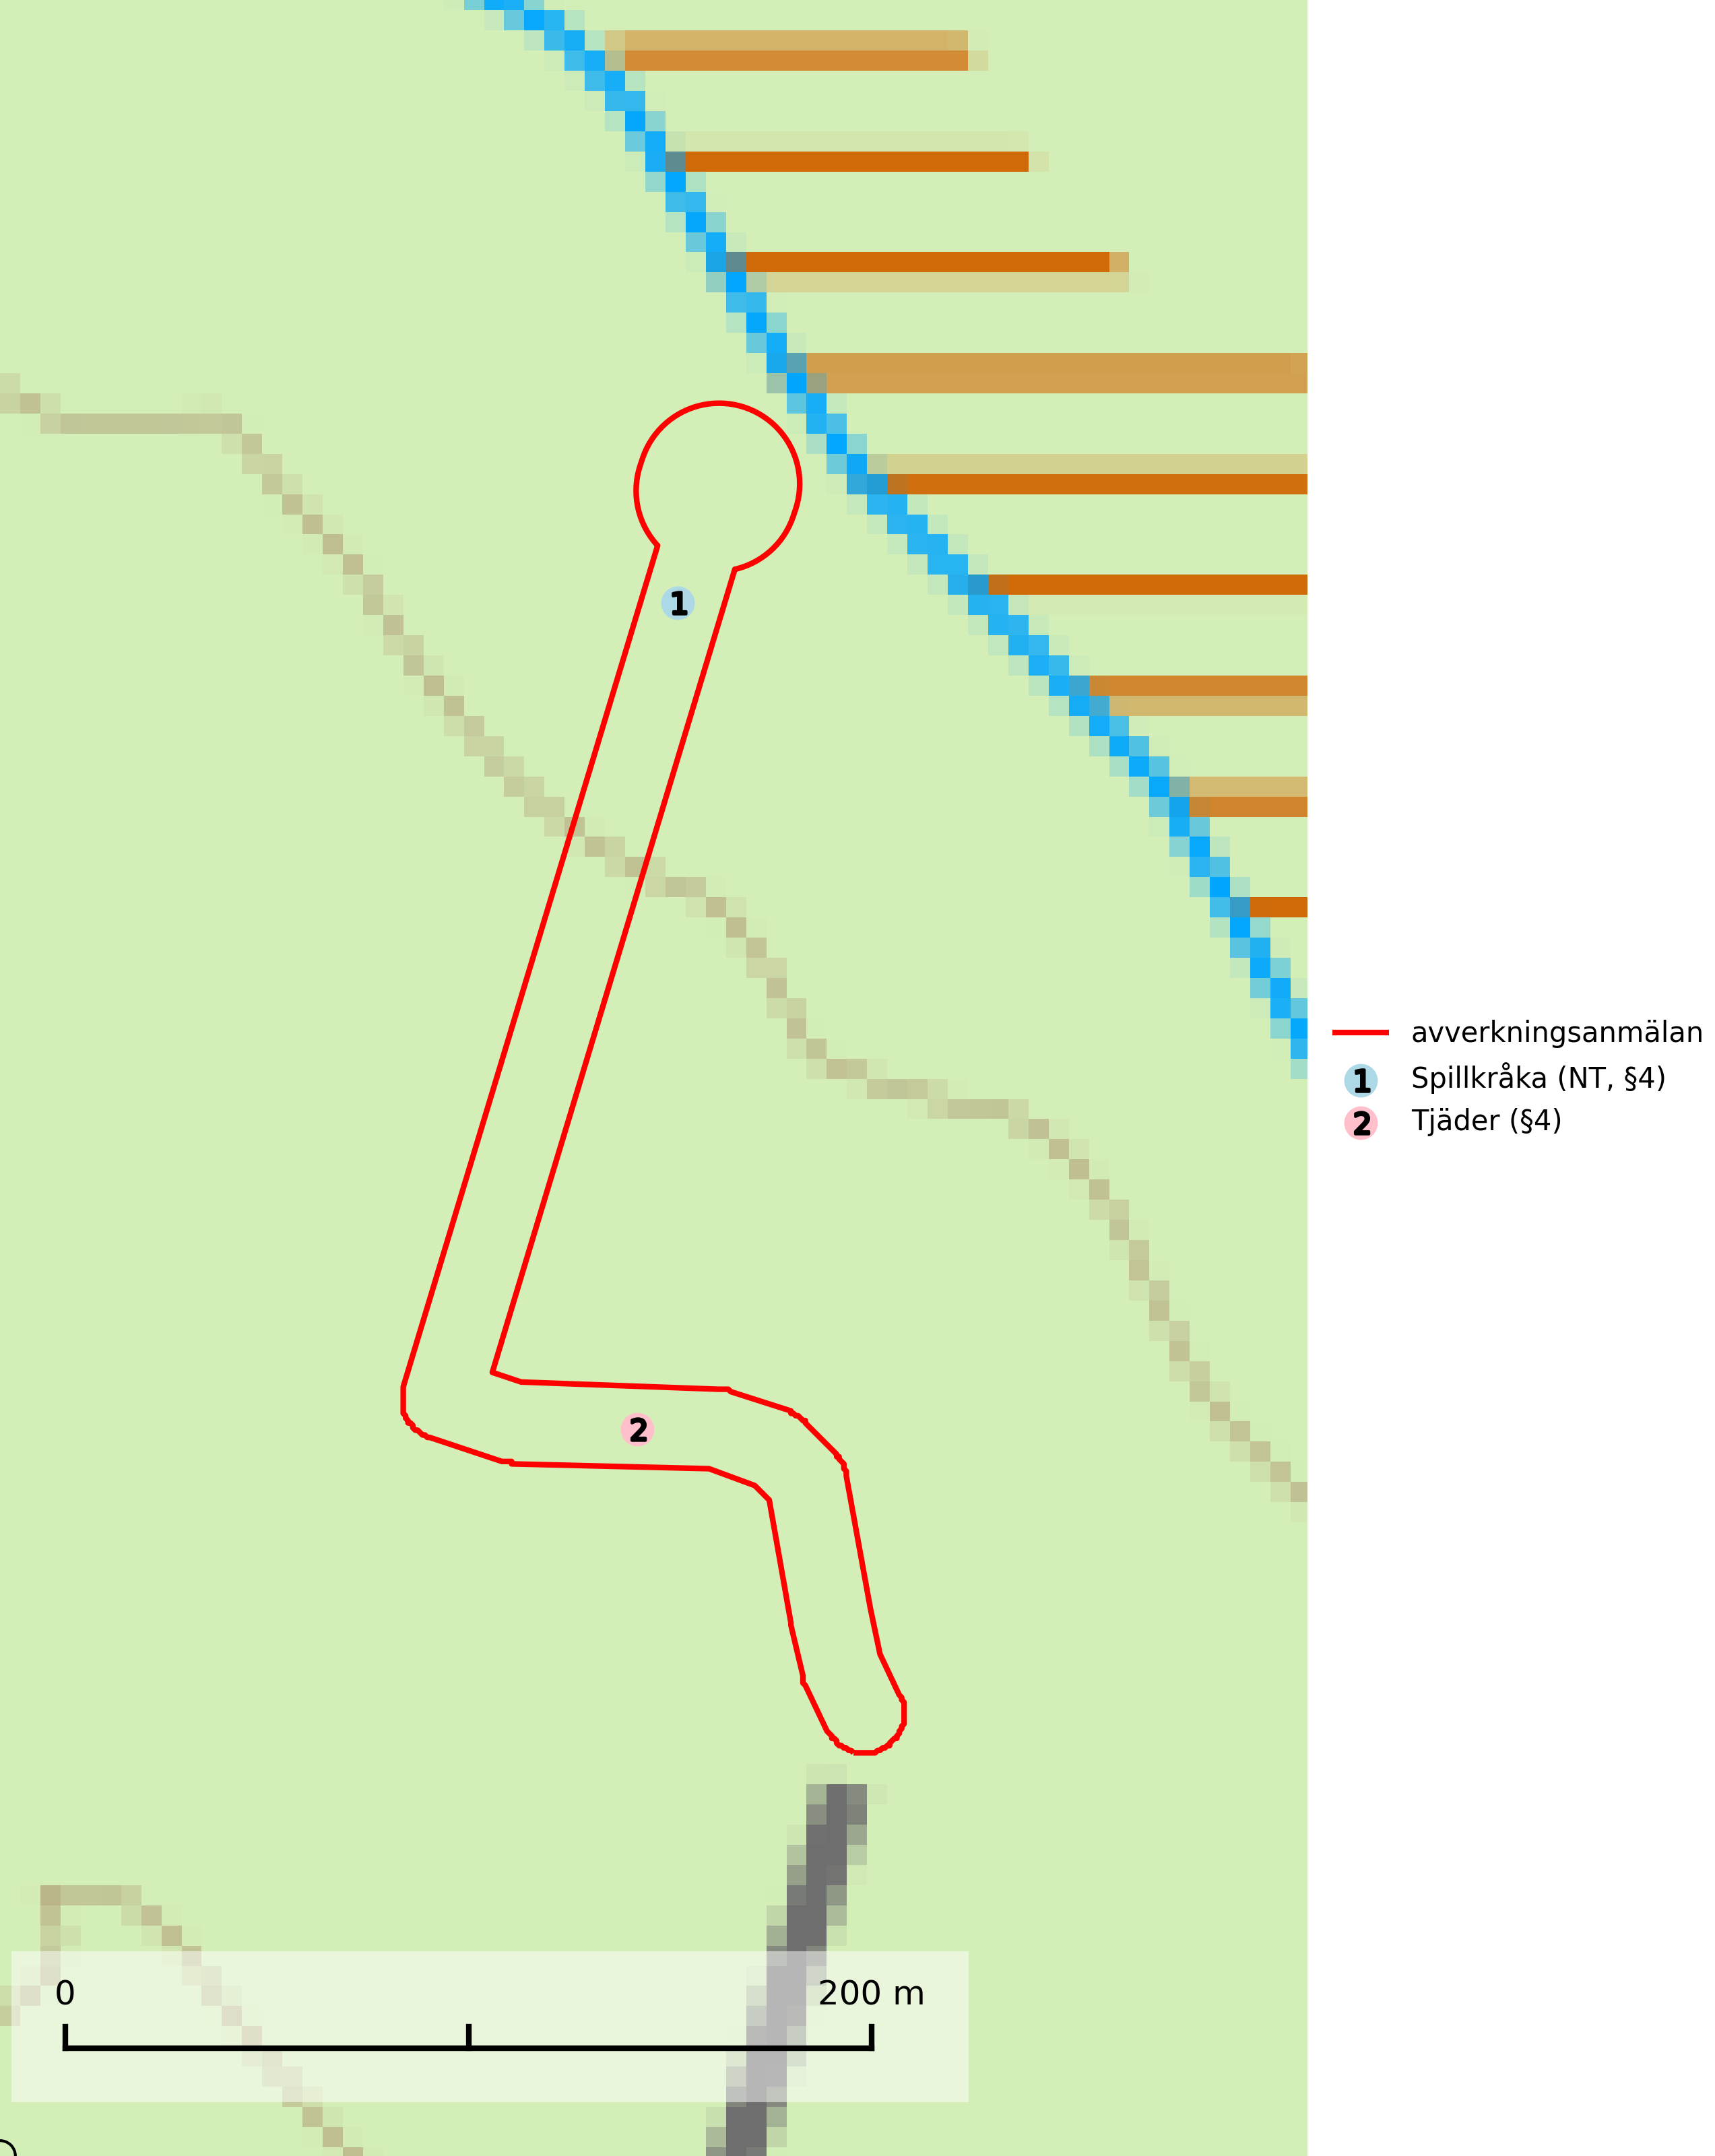 1
2
avverkningsanmälan
1 Spillkråka (NT, §4)
2 Tjäder (§4)
0 200 m